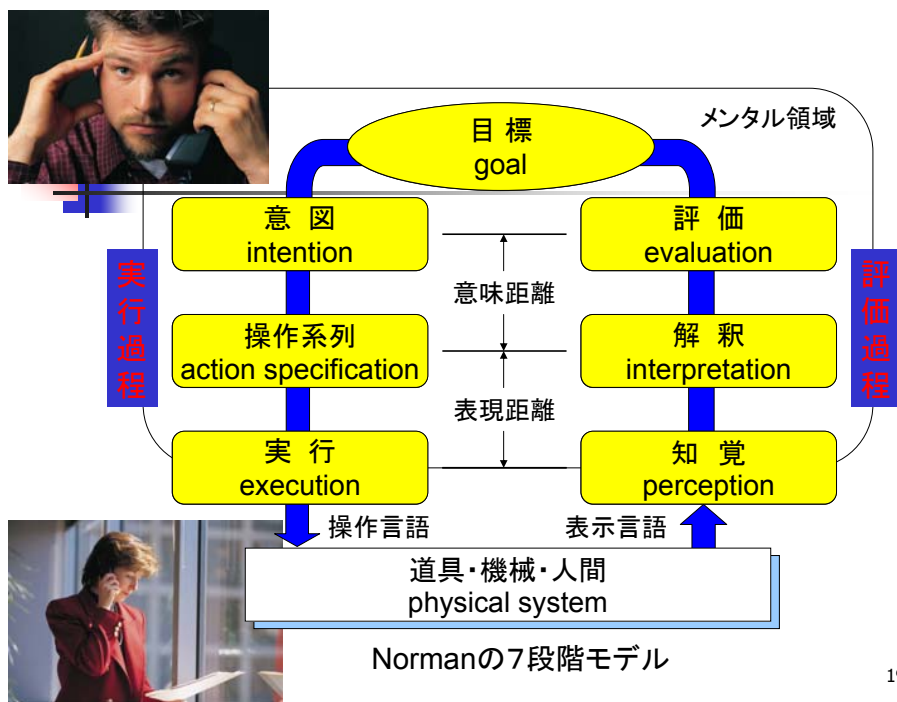 メンタル領域
目標
goal
意図
intention
評価
evaluation
実行過程
評価過程
意味距離
操作系列
action specification
解釈
interpretation
表現距離
実行
execution
知覚
perception
操作言語
表示言語
道具・機械・人間
physical system
Normanの7段階モデル